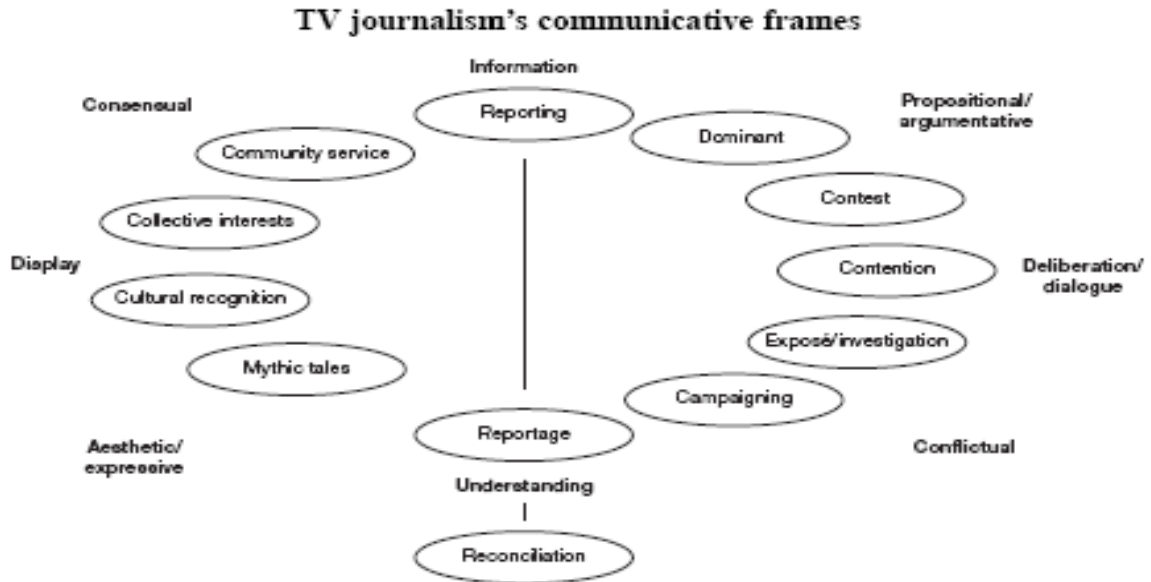 TV journalism's communicative frames
Information
Consensual
Reporting
Propositional/
argumentative
Dominant
Community service
Contest
Collective interests
Display
Contention
Deliberation/
dialogue
Cultural recognition
Exposé/investigation
Mythic tales
Campaigning
Reportage
Aesthetic/
expressive
Conflictual
Understanding
Reconciliation